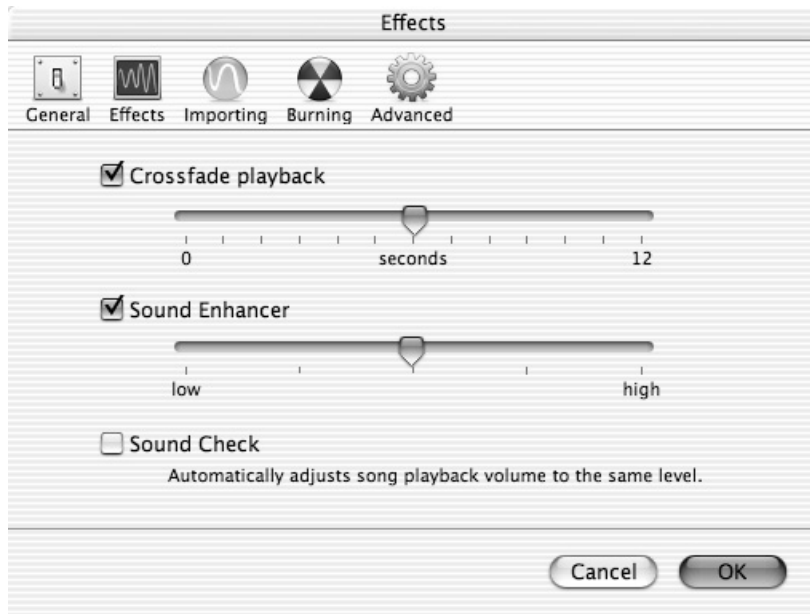 Effects
General Effects Importing Burning Advanced
Crossfade playback
0 seconds 12
Sound Enhancer
low high
Sound Check
Automatically adjusts song playback volume to the same level.
Cancel OK